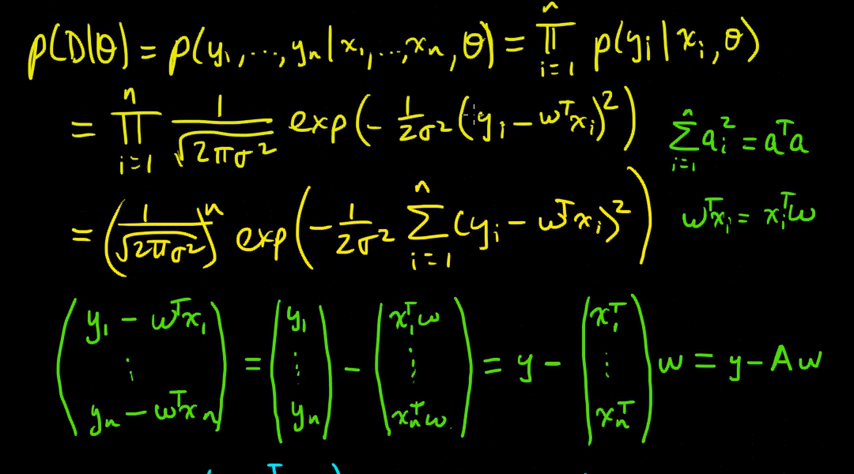 p(D|θ) = p(y₁,...,yₙ|x₁,...,xₙ,θ) = ∏ᵢ₌₁ⁿ p(yᵢ|xᵢ,θ)
= ∏ᵢ₌₁ⁿ 1/√(2πσ²) exp(-1/2σ² (yᵢ - wᵀxᵢ)²)
∑ᵢ₌₁ⁿ aᵢ² = aᵀa
= (1/√(2πσ²))ⁿ exp(-1/2σ² ∑ᵢ₌₁ⁿ (yᵢ - wᵀxᵢ)²)
wᵀxᵢ = xᵢᵀw
(y₁ - wᵀx₁ ⋮ yₙ - wᵀxₙ) = (y₁ ⋮ yₙ) - (x₁ᵀw ⋮ xₙᵀw) = y - (x₁ᵀ ⋮ xₙᵀ) w = y - Aw